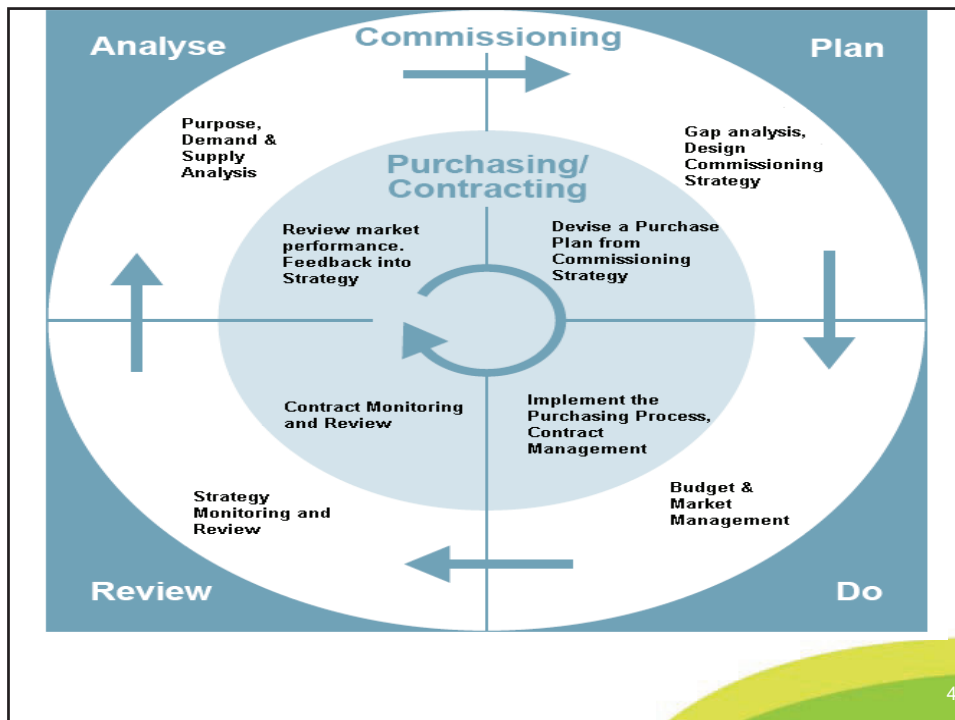 Analyse
Commissioning
Plan
Purpose,
Demand &
Supply
Analysis
Gap analysis,
Design
Commissioning
Strategy
Purchasing/
Contracting
Review market
performance.
Feedback into
Strategy
Devise a Purchase
Plan from
Commissioning
Strategy
Contract Monitoring
and Review
Implement the
Purchasing Process,
Contract
Management
Strategy
Monitoring and
Review
Budget &
Market
Management
Review
Do
4